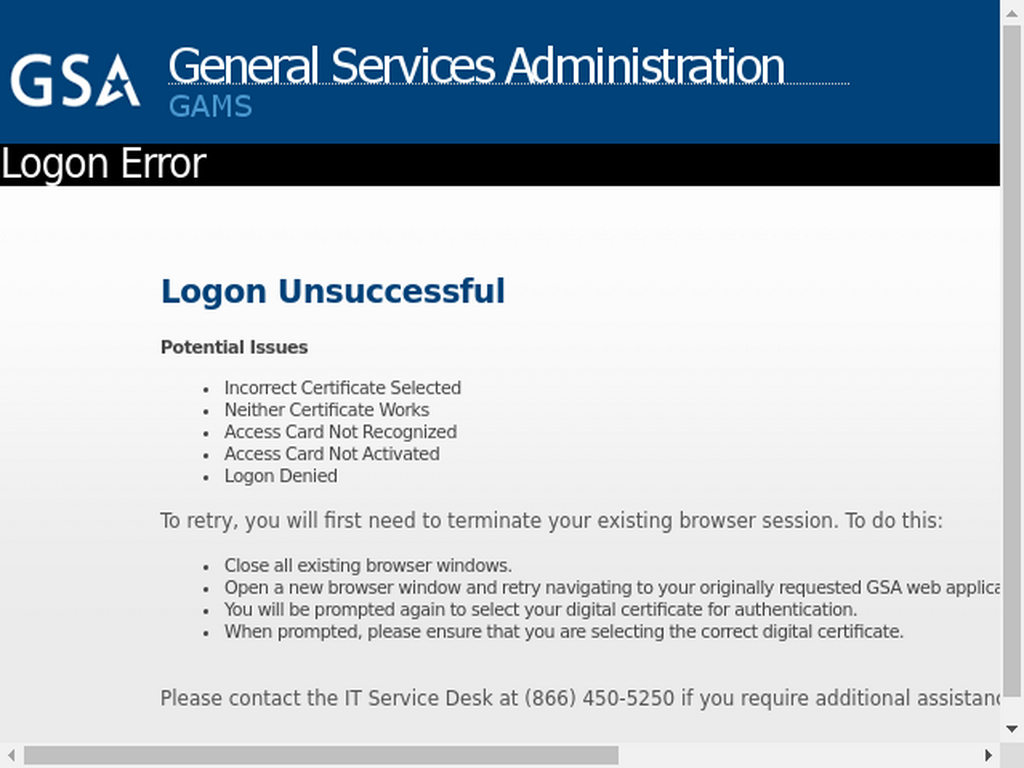 GSA
General Services Administration
GAMS
Logon Error
Logon Unsuccessful
Potential Issues
• Incorrect Certificate Selected
• Neither Certificate Works
• Access Card Not Recognized
• Access Card Not Activated
• Logon Denied
To retry, you will first need to terminate your existing browser session. To do this:
• Close all existing browser windows.
• Open a new browser window and retry navigating to your originally requested GSA web applica
• You will be prompted again to select your digital certificate for authentication.
• When prompted, please ensure that you are selecting the correct digital certificate.
Please contact the IT Service Desk at (866) 450-5250 if you require additional assistanc